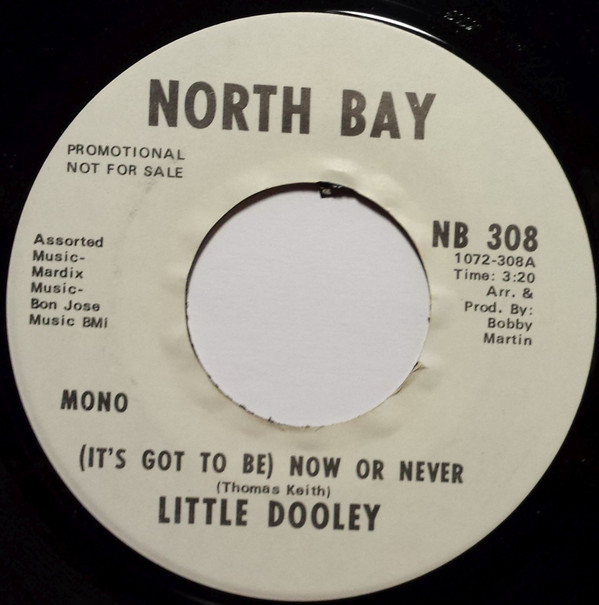 NORTH BAY
PROMOTIONAL
NOT FOR SALE
Assorted
Music-
Mardix
Music-
Bon Jose
Music BMI
NB 308
1072-308A
Time: 3:20
Arr. &
Prod. By:
Bobby
Martin
MONO
(IT'S GOT TO BE) NOW OR NEVER
(Thomas Keith)
LITTLE DOOLEY